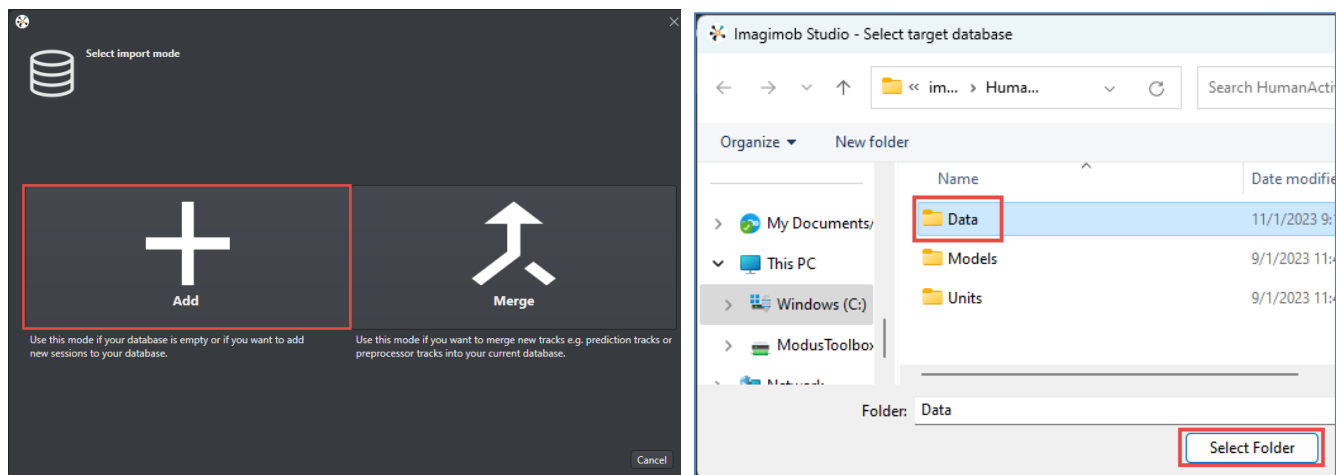 Select import mode
Add
Merge
Use this mode if your database is empty or if you want to add
new sessions to your database.
Use this mode if you want to merge new tracks e.g. prediction tracks or
preprocessor tracks into your current database.
Cancel
Imagimob Studio - Select target database
« im... › Huma...
Search HumanActi
Organize
New folder
Name
Date modifie
My Documents/
This PC
Windows (C:)
ModusToolbox
Network
Data
11/1/2023 9:
Models
9/1/2023 11:4
Units
9/1/2023 11:4
Folder: Data
Select Folder